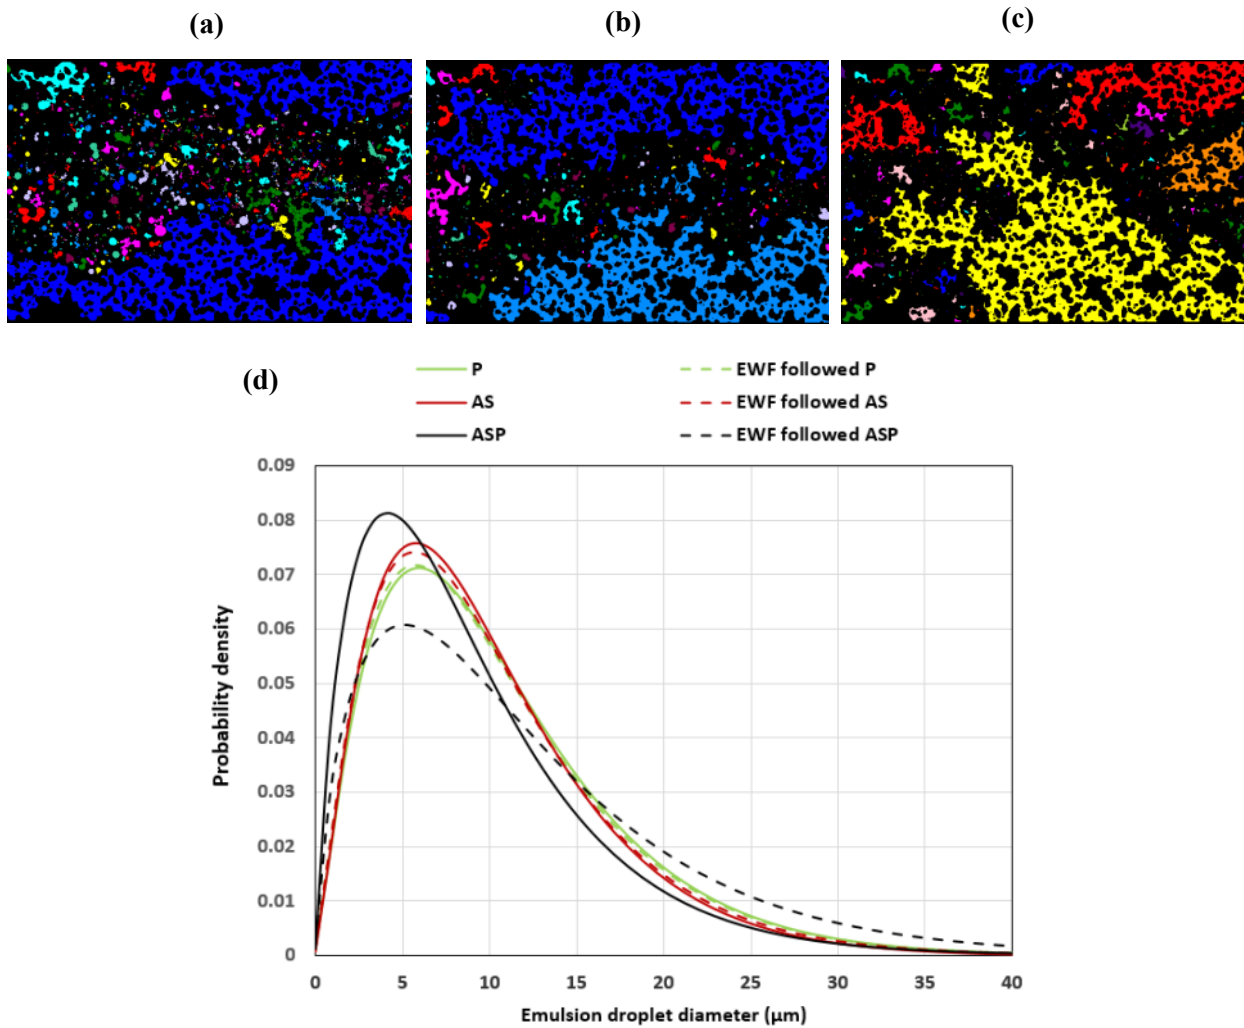 (a)
(b)
(c)
(d)
P
EWF followed P
AS
EWF followed AS
ASP
EWF followed ASP
0.09
0.08
0.07
0.06
0.05
0.04
0.03
0.02
0.01
0
Probability density
0 5 10 15 20 25 30 35 40
Emulsion droplet diameter (μm)